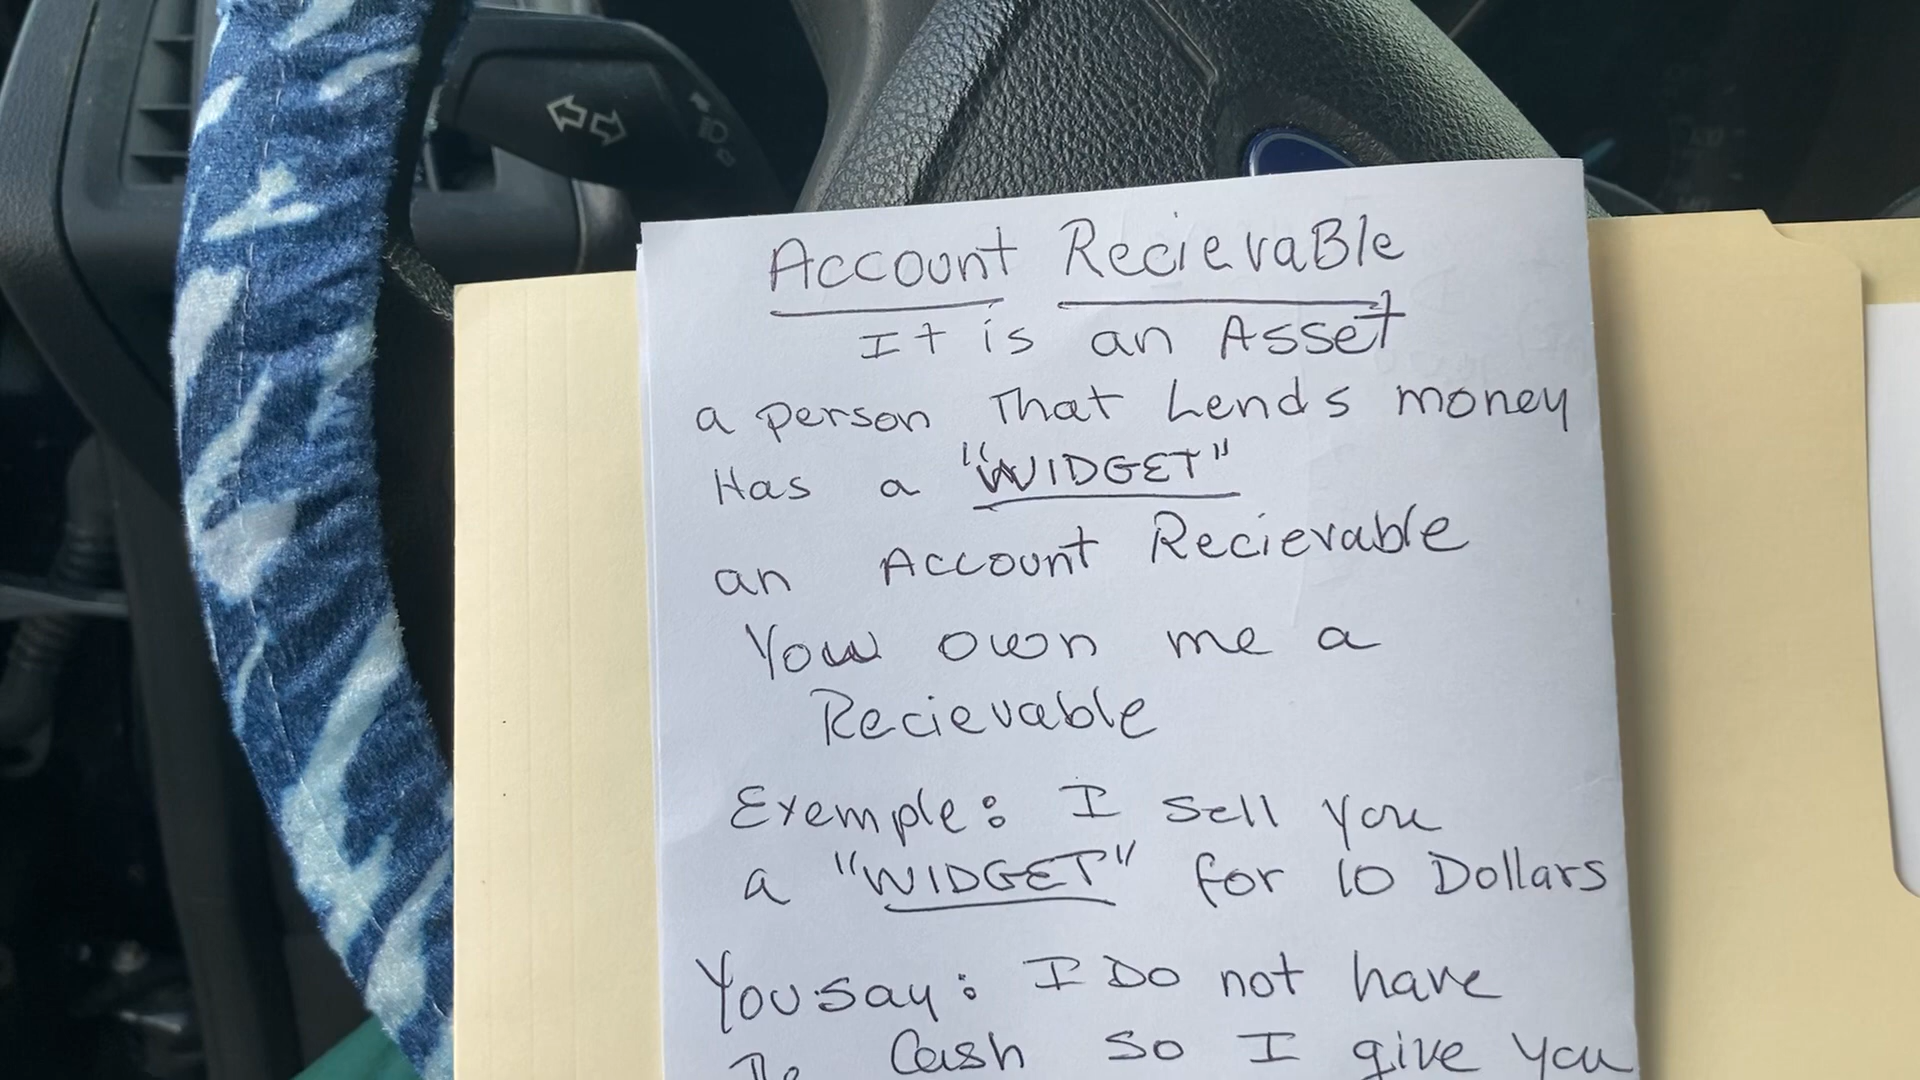 Account RecievaBle
It is an Asset
a person That Lends money
Has a "WIDGET"
an Account Recievable
You own me a
Recievable
Exemple: I sell you
a "WIDGET" for 10 Dollars
You say: I Do not have
The Cash so I give you